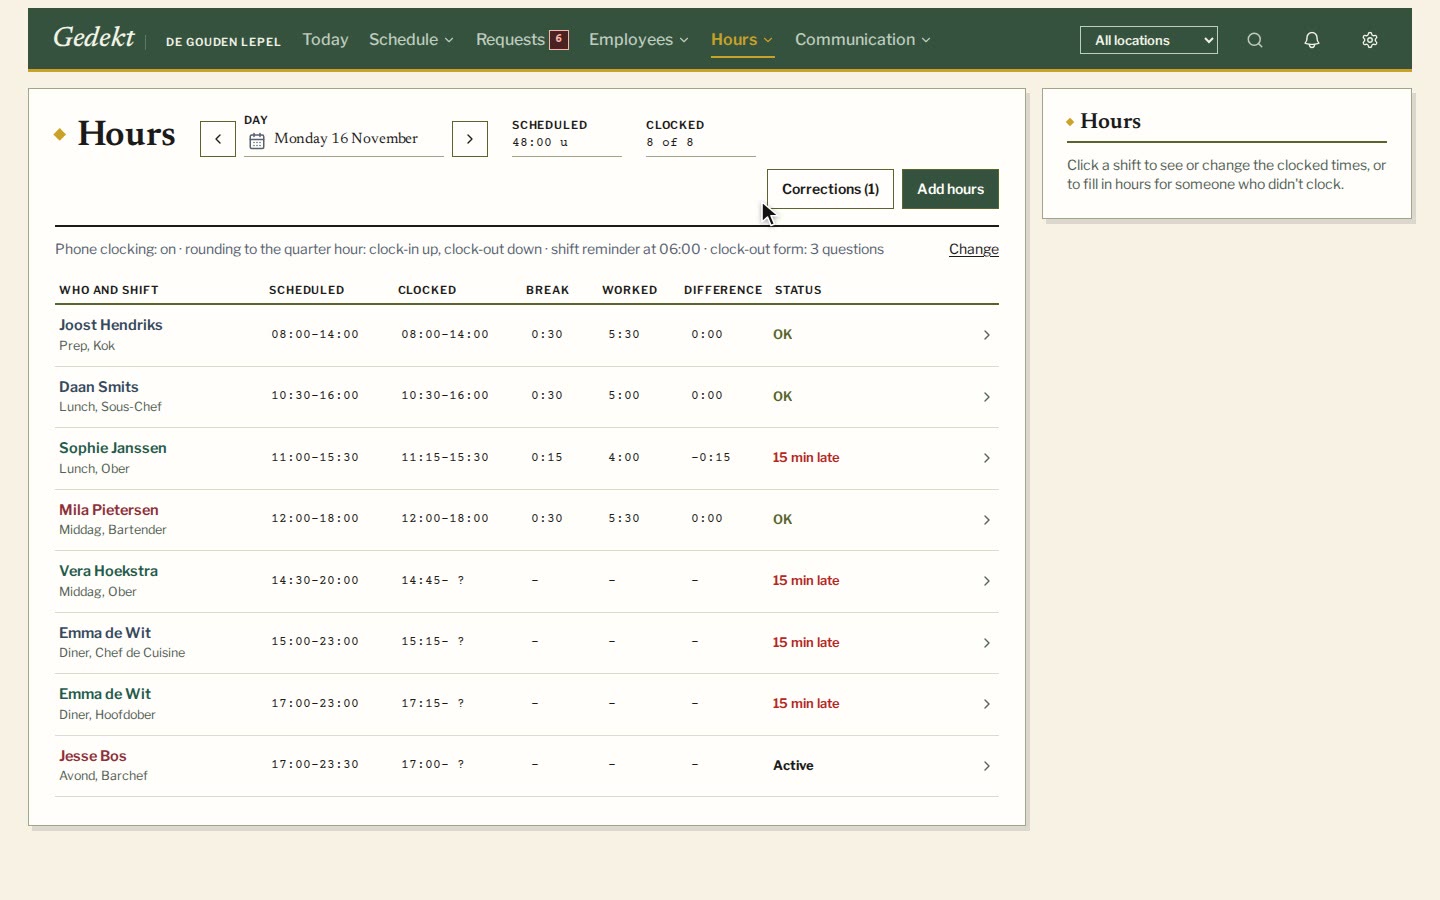 Gedekt DE GOUDEN LEPEL Today Schedule Requests 6 Employees Hours Communication All locations
Hours
DAY
Monday 16 November
SCHEDULED
48:00 u
CLOCKED
8 of 8
Corrections (1) Add hours
Phone clocking: on · rounding to the quarter hour: clock-in up, clock-out down · shift reminder at 06:00 · clock-out form: 3 questions Change
WHO AND SHIFT SCHEDULED CLOCKED BREAK WORKED DIFFERENCE STATUS
Joost Hendriks
Prep, Kok
08:00–14:00 08:00–14:00 0:30 5:30 0:00 OK
Daan Smits
Lunch, Sous-Chef
10:30–16:00 10:30–16:00 0:30 5:00 0:00 OK
Sophie Janssen
Lunch, Ober
11:00–15:30 11:15–15:30 0:15 4:00 −0:15 15 min late
Mila Pietersen
Middag, Bartender
12:00–18:00 12:00–18:00 0:30 5:30 0:00 OK
Vera Hoekstra
Middag, Ober
14:30–20:00 14:45– ? – – – 15 min late
Emma de Wit
Diner, Chef de Cuisine
15:00–23:00 15:15– ? – – – 15 min late
Emma de Wit
Diner, Hoofdober
17:00–23:00 17:15– ? – – – 15 min late
Jesse Bos
Avond, Barchef
17:00–23:30 17:00– ? – – – Active
Hours
Click a shift to see or change the clocked times, or
to fill in hours for someone who didn't clock.